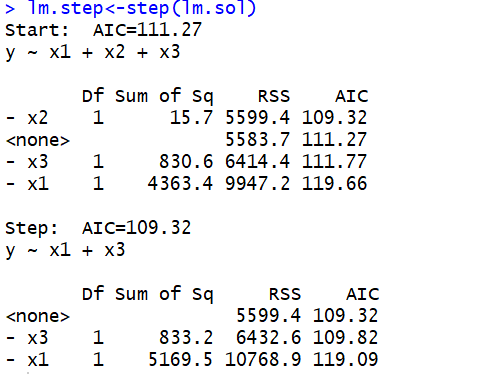 > lm.step<-step(lm.sol)
Start:  AIC=111.27
y ~ x1 + x2 + x3

       Df Sum of Sq    RSS    AIC
- x2    1      15.7 5599.4 109.32
<none>              5583.7 111.27
- x3    1     830.6 6414.4 111.77
- x1    1    4363.4 9947.2 119.66

Step:  AIC=109.32
y ~ x1 + x3

       Df Sum of Sq     RSS    AIC
<none>               5599.4 109.32
- x3    1     833.2  6432.6 109.82
- x1    1    5169.5 10768.9 119.09